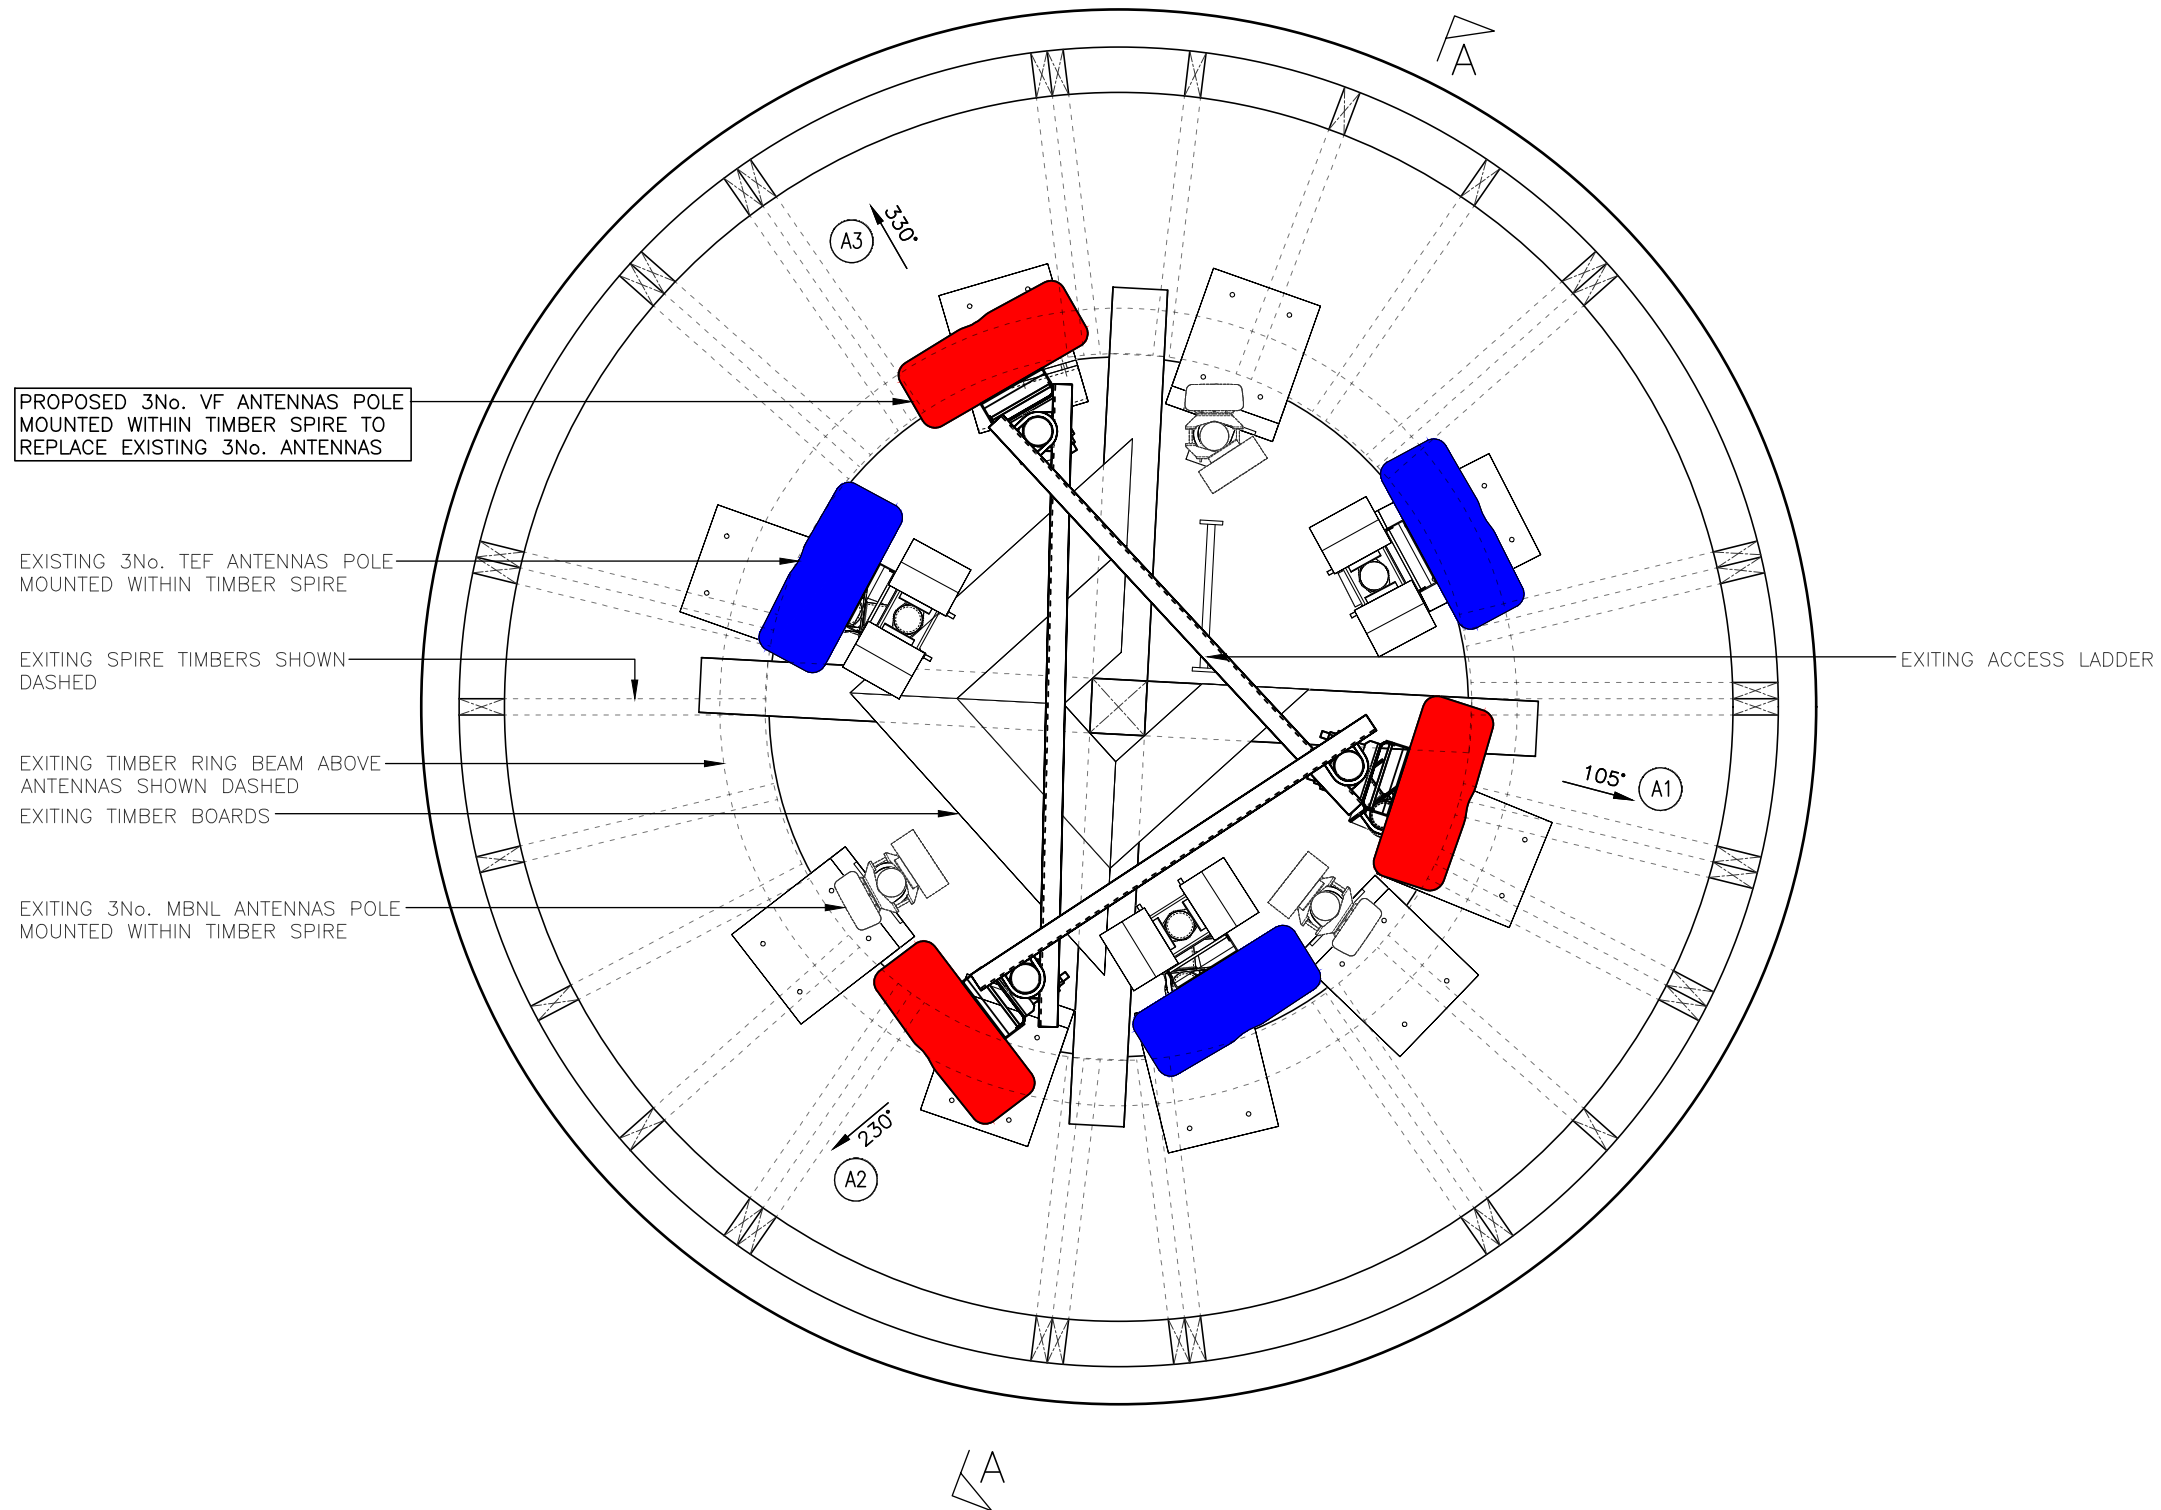 A
330°
A3
PROPOSED 3No. VF ANTENNAS POLE
MOUNTED WITHIN TIMBER SPIRE TO
REPLACE EXISTING 3No. ANTENNAS
EXISTING 3No. TEF ANTENNAS POLE
MOUNTED WITHIN TIMBER SPIRE
EXITING SPIRE TIMBERS SHOWN
DASHED
EXITING ACCESS LADDER
EXITING TIMBER RING BEAM ABOVE
ANTENNAS SHOWN DASHED
105°
A1
EXITING TIMBER BOARDS
EXITING 3No. MBNL ANTENNAS POLE
MOUNTED WITHIN TIMBER SPIRE
230°
A2
A